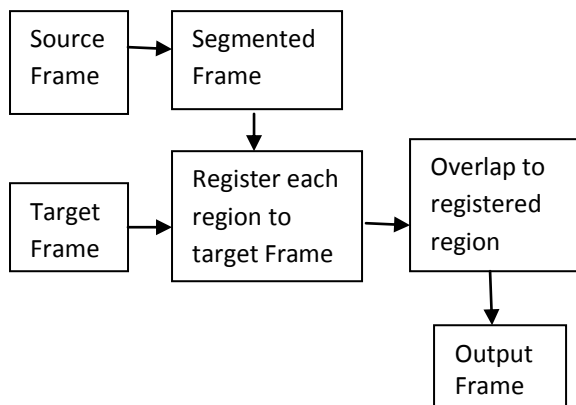 Source
Frame
Segmented
Frame
Target
Frame
Register each
region to
target Frame
Overlap to
registered
region
Output
Frame